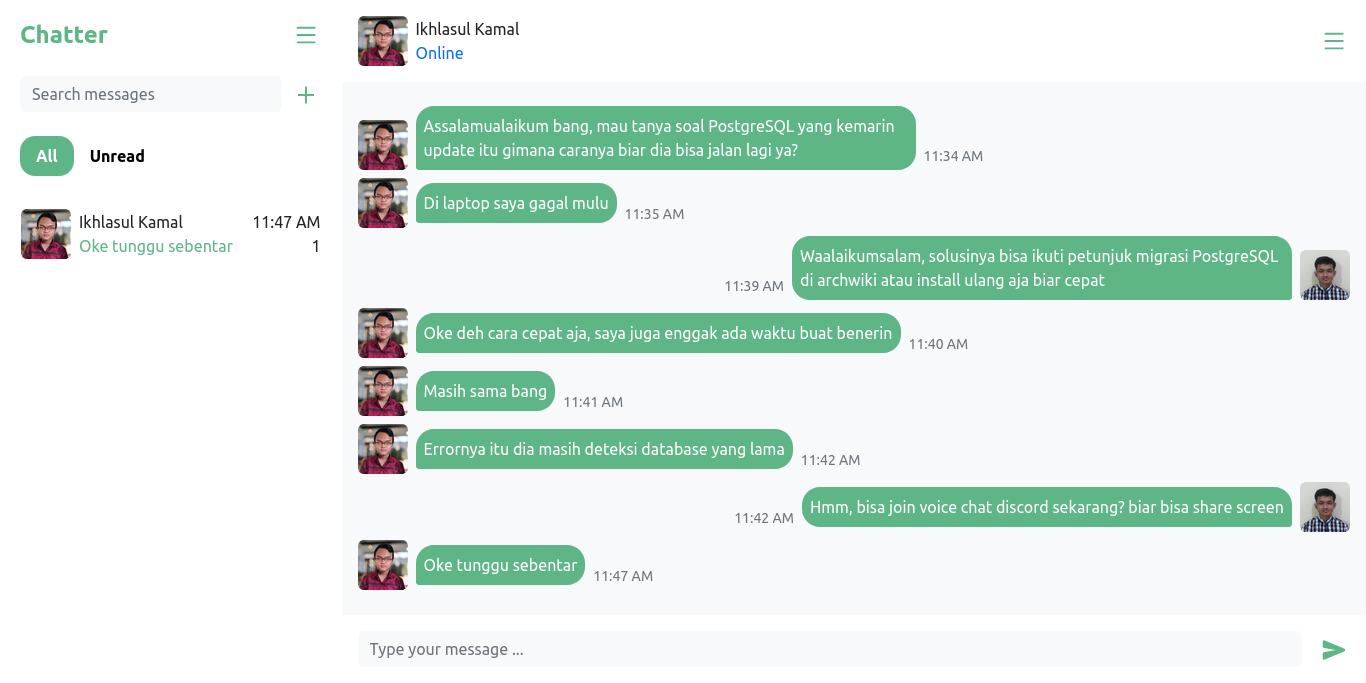 Chatter
Search messages
All
Unread
Ikhlasul Kamal
11:47 AM
Oke tunggu sebentar
1
Ikhlasul Kamal
Online
Assalamualaikum bang, mau tanya soal PostgreSQL yang kemarin
update itu gimana caranya biar dia bisa jalan lagi ya?
11:34 AM
Di laptop saya gagal mulu
11:35 AM
Waalaikumsalam, solusinya bisa ikuti petunjuk migrasi PostgreSQL
di archwiki atau install ulang aja biar cepat
11:39 AM
Oke deh cara cepat aja, saya juga enggak ada waktu buat benerin
11:40 AM
Masih sama bang
11:41 AM
Errornya itu dia masih deteksi database yang lama
11:42 AM
Hmm, bisa join voice chat discord sekarang? biar bisa share screen
11:42 AM
Oke tunggu sebentar
11:47 AM
Type your message ...